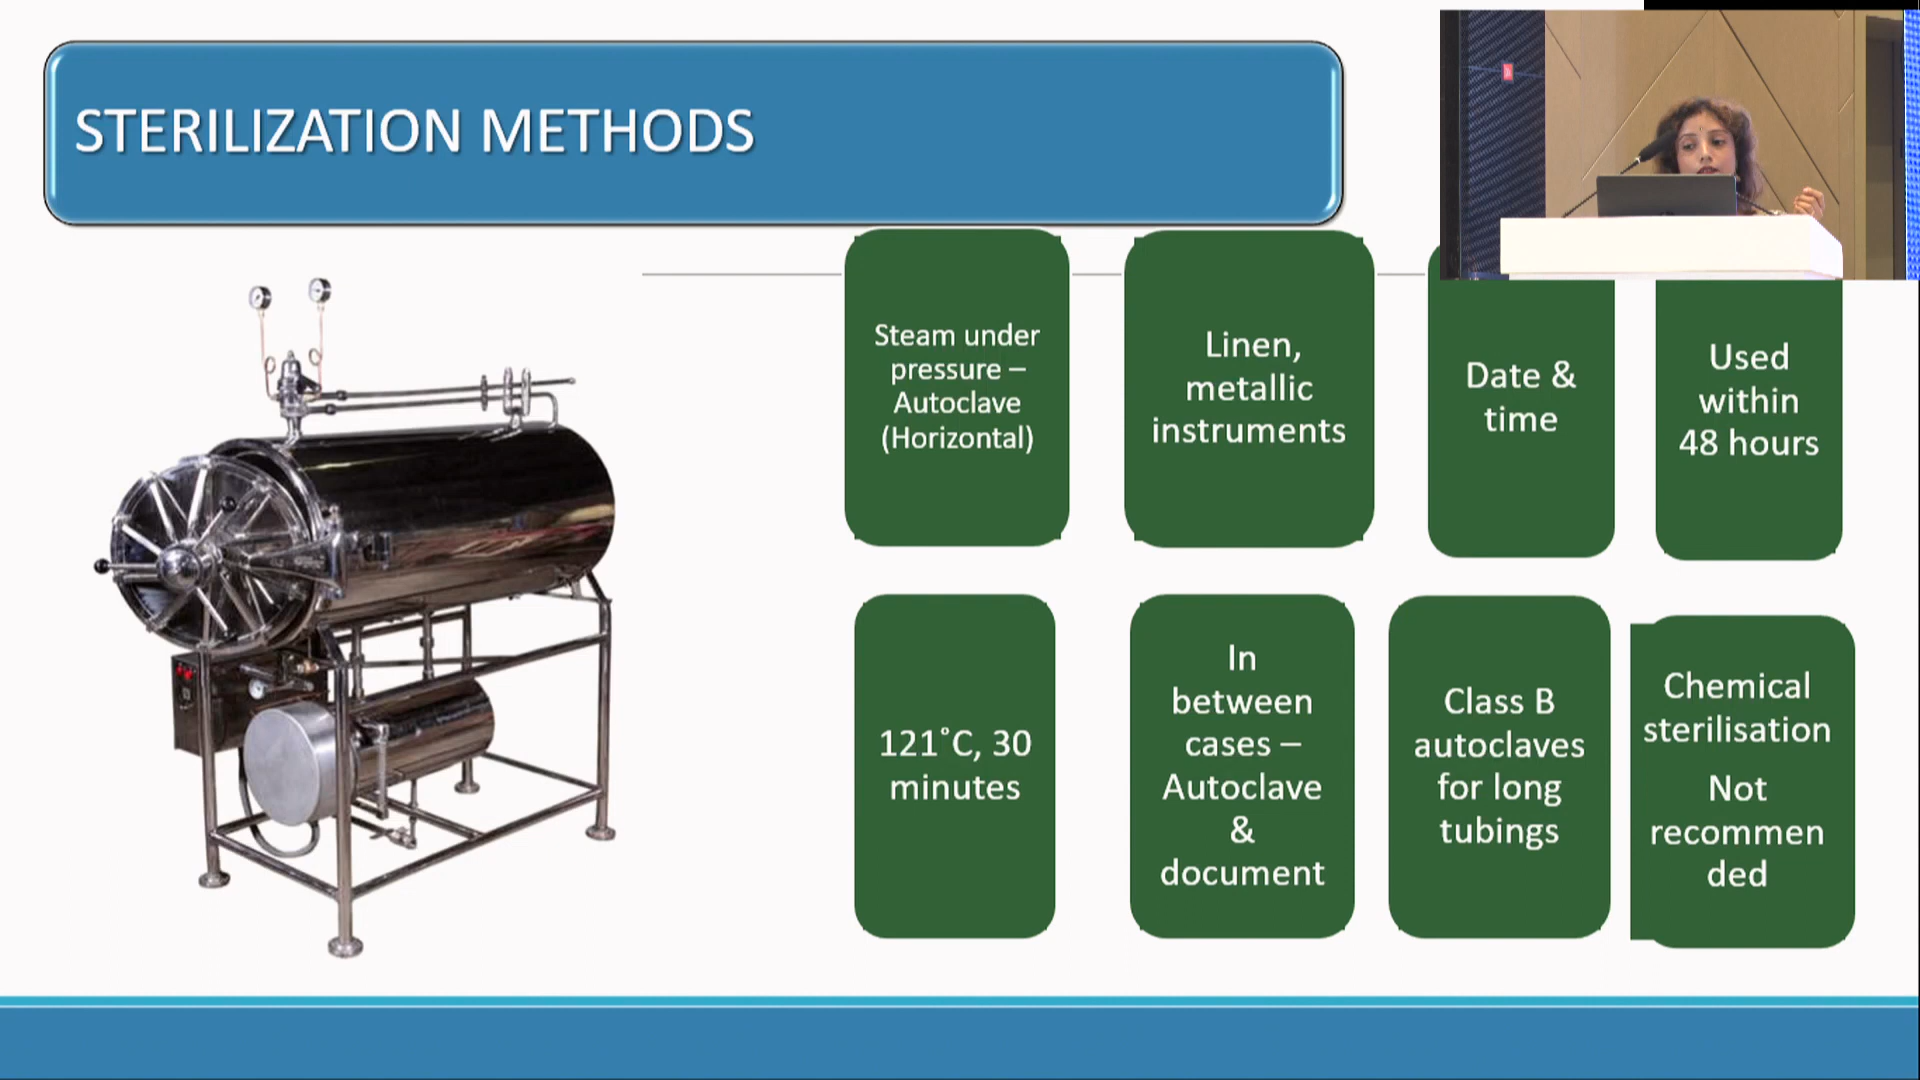 STERILIZATION METHODS
Steam under
pressure –
Autoclave
(Horizontal)
Linen,
metallic
instruments
Date &
time
Used
within
48 hours
121°C, 30
minutes
In
between
cases –
Autoclave
&
document
Class B
autoclaves
for long
tubings
Chemical
sterilisation
Not
recommen
ded